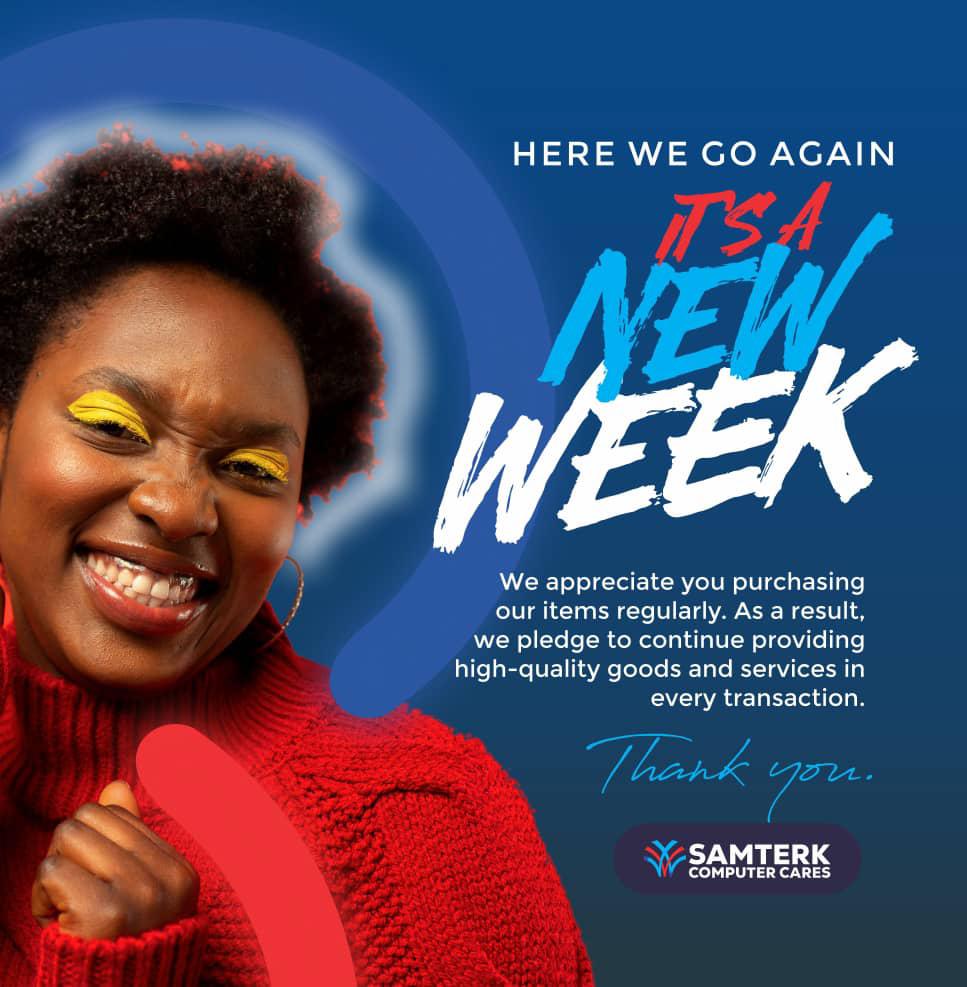 HERE WE GO AGAIN
IT'S A
NEW
WEEK
We appreciate you purchasing
our items regularly. As a result,
we pledge to continue providing
high-quality goods and services in
every transaction.
Thank you.
SAMTERK
COMPUTER CARES